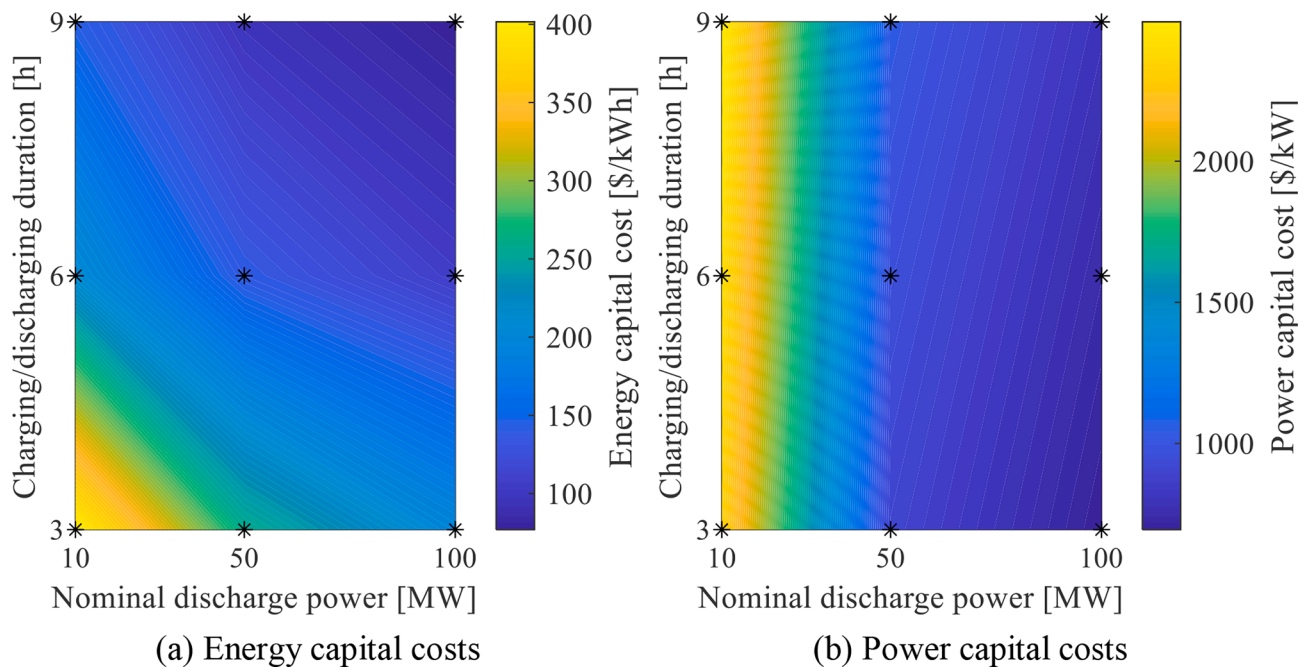 9
6
3
10
50
100
Charging/discharging duration [h]
Nominal discharge power [MW]
400
350
300
250
200
150
100
Energy capital cost [$/kWh]
(a) Energy capital costs
9
6
3
10
50
100
Charging/discharging duration [h]
Nominal discharge power [MW]
2000
1500
1000
Power capital cost [$/kW]
(b) Power capital costs